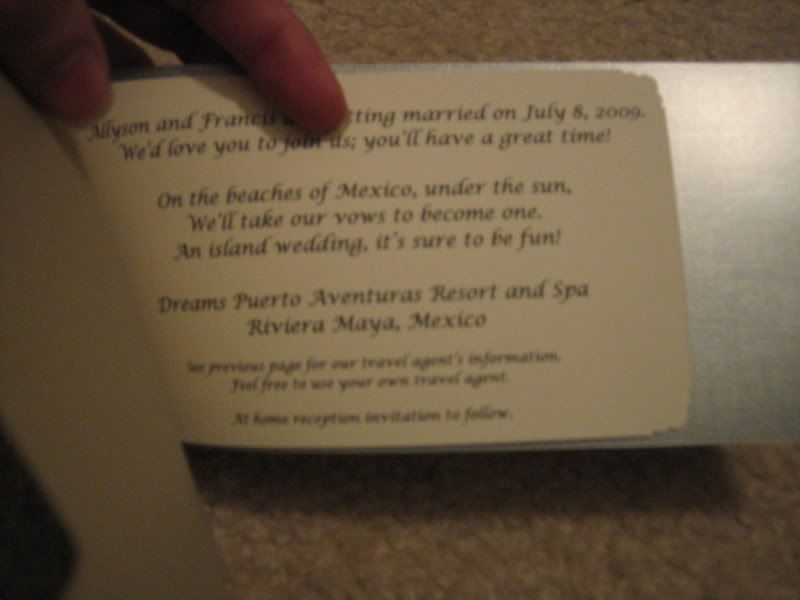 Allyson and Francis tting married on July 8, 2009.
We'd love you to join us; you'll have a great time!
On the beaches of Mexico, under the sun,
We'll take our vows to become one.
An island wedding, it's sure to be fun!
Dreams Puerto Aventuras Resort and Spa
Riviera Maya, Mexico
See previous page for our travel agent's information.
Feel free to use your own travel agent.
At home reception invitation to follow.